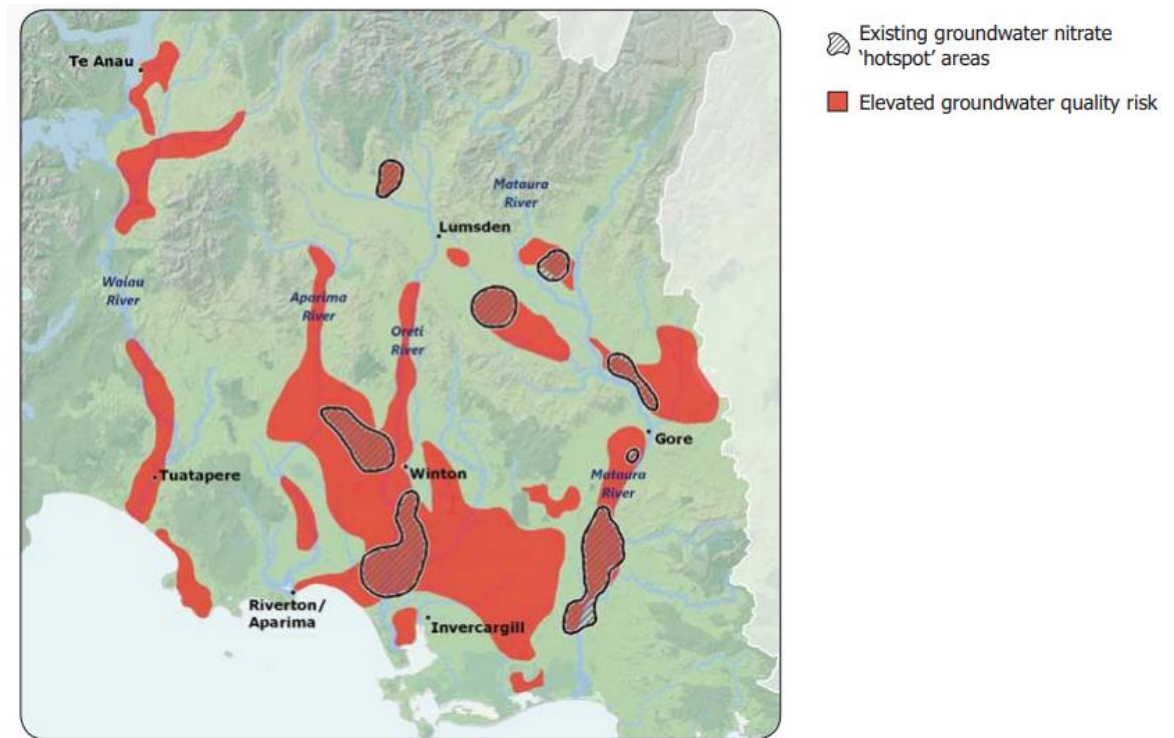 Te Anau
Mataura
River
Lumsden
Waiau
River
Aparima
River
Oreti
River
Gore
Tuatapere
Winton
Mataura
River
Riverton/
Aparima
Invercargill
Existing groundwater nitrate
‘hotspot’ areas
Elevated groundwater quality risk